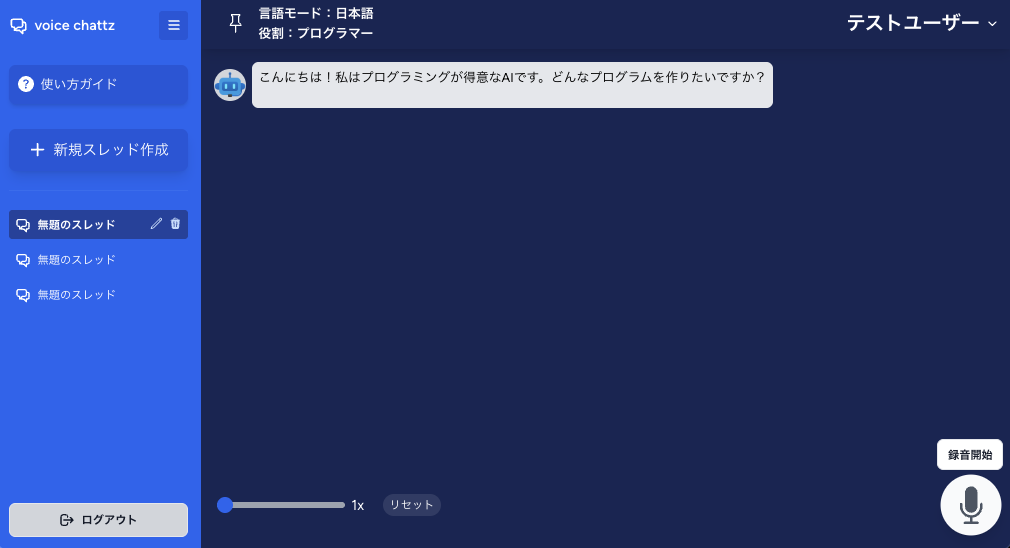 voice chattz
? 使い方ガイド
+ 新規スレッド作成
無題のスレッド
無題のスレッド
無題のスレッド
ログアウト
言語モード：日本語
役割：プログラマー
テストユーザー
こんにちは！私はプログラミングが得意なAIです。どんなプログラムを作りたいですか？
1x
リセット
録音開始